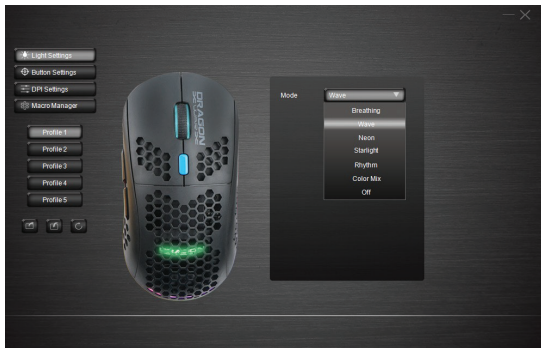 Light Settings
Button Settings
DPI Settings
Macro Manager
Profile 1
Profile 2
Profile 3
Profile 4
Profile 5
DRAGON
Mode
Wave
Breathing
Wave
Neon
Starlight
Rhythm
Color Mix
Off